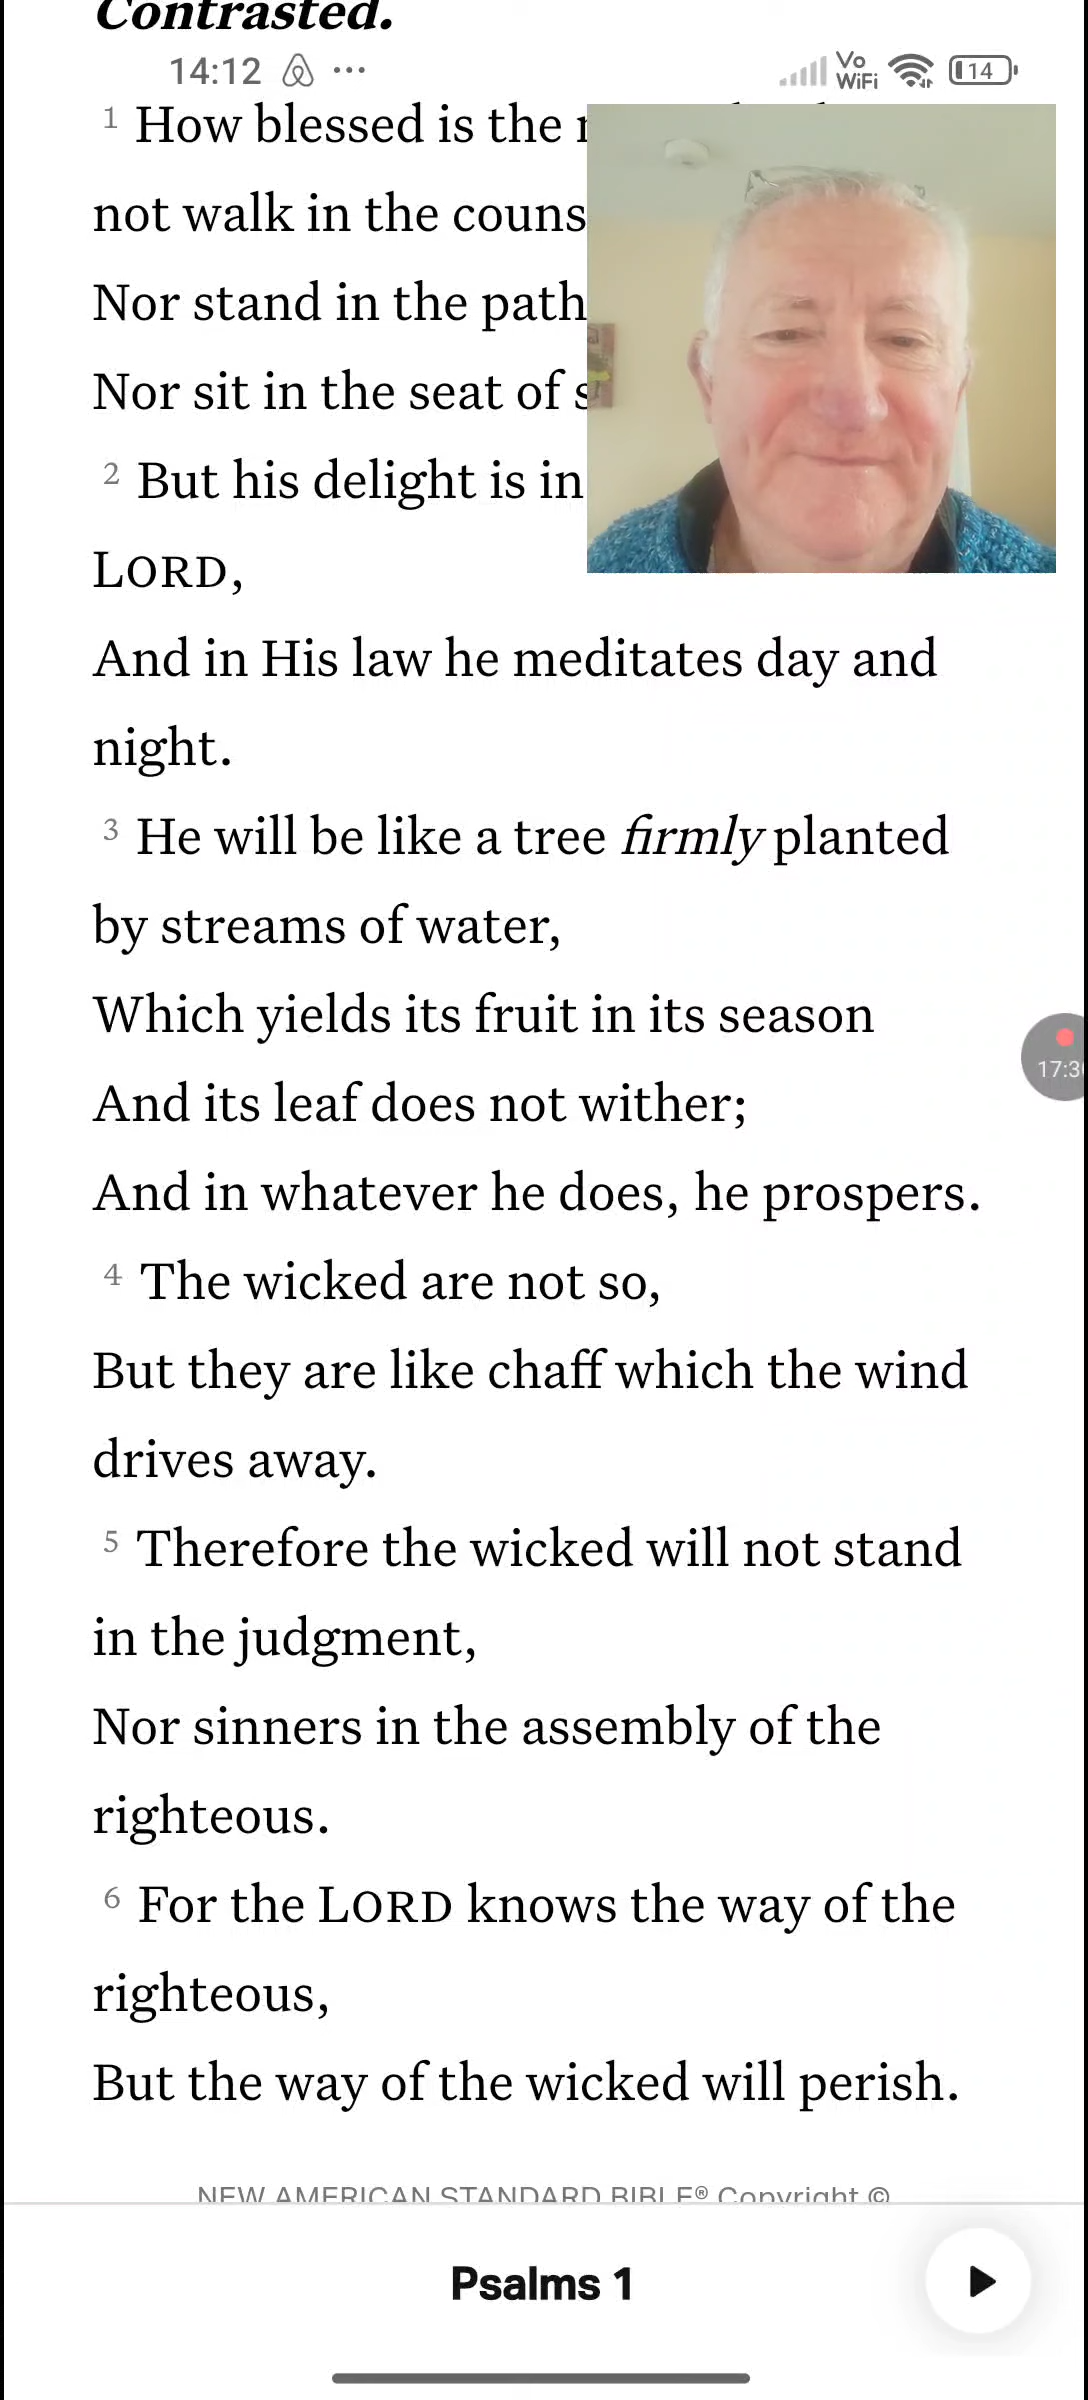 Contrasted.
14:12
Vo
WiFi
14
1 How blessed is the
not walk in the couns
Nor stand in the path
Nor sit in the seat of s
2 But his delight is in
LORD,
And in His law he meditates day and
night.
3 He will be like a tree firmly planted
by streams of water,
Which yields its fruit in its season
And its leaf does not wither;
And in whatever he does, he prospers.
17:3
4 The wicked are not so,
But they are like chaff which the wind
drives away.
5 Therefore the wicked will not stand
in the judgment,
Nor sinners in the assembly of the
righteous.
6 For the LORD knows the way of the
righteous,
But the way of the wicked will perish.
NEW AMERICAN STANDARD BIBLE® Copyright ©
Psalms 1